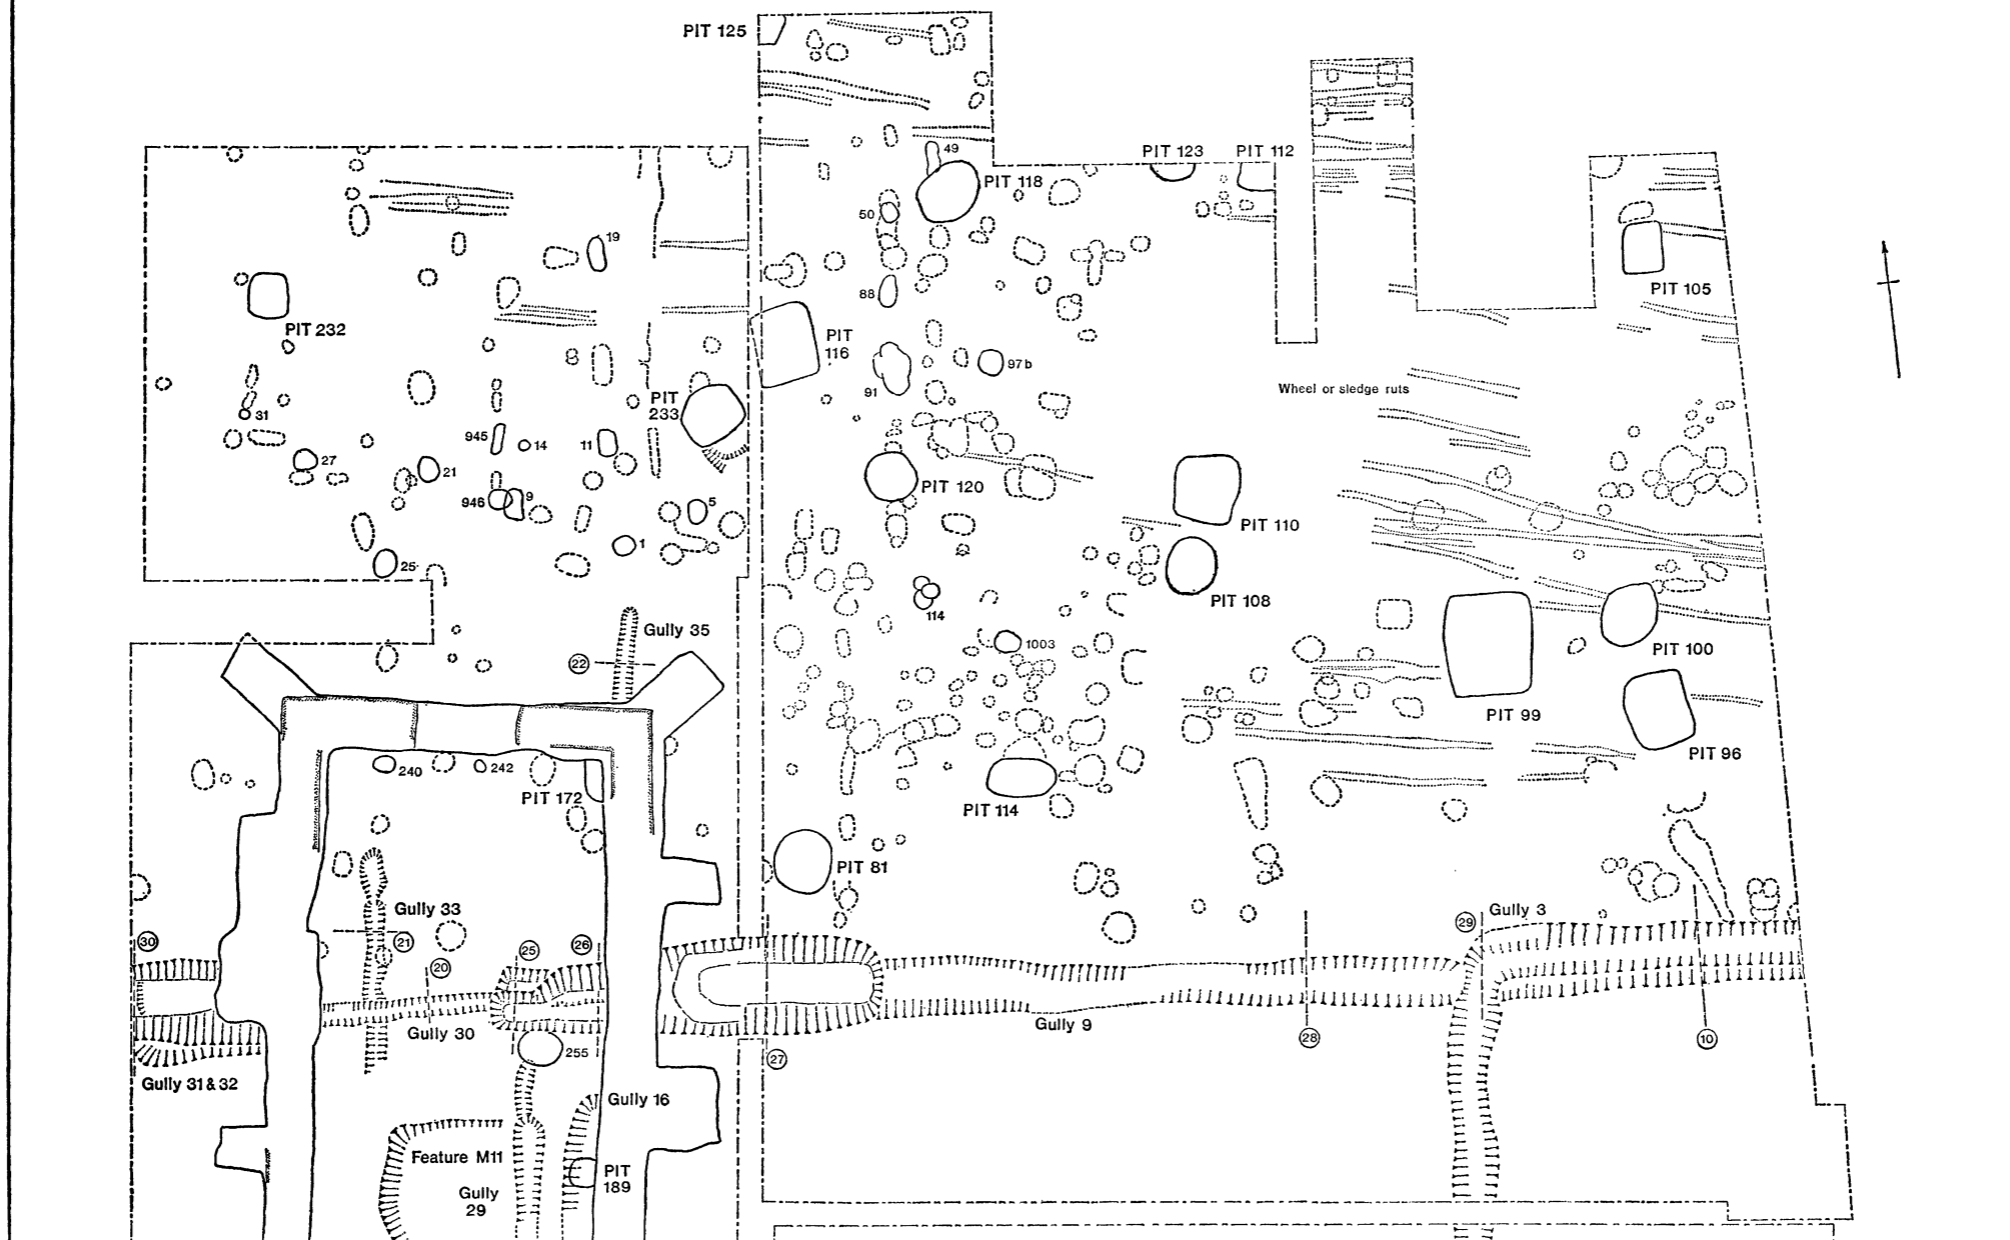 PIT 125
49
PIT 118
PIT 123
PIT 112
50
19
88
PIT 105
PIT 232
PIT
116
97b
91
Wheel or sledge ruts
PIT
233
31
945
14
11
27
21
PIT 120
946
9
5
PIT 110
1
25
114
PIT 108
Gully 35
22
1003
PIT 100
PIT 99
PIT 96
240
242
PIT 172
PIT 114
PIT 81
Gully 33
30
21
25
26
20
29
Gully 3
Gully 30
Gully 9
255
27
28
10
Gully 31 & 32
Gully 16
Feature M11
PIT
189
Gully
29